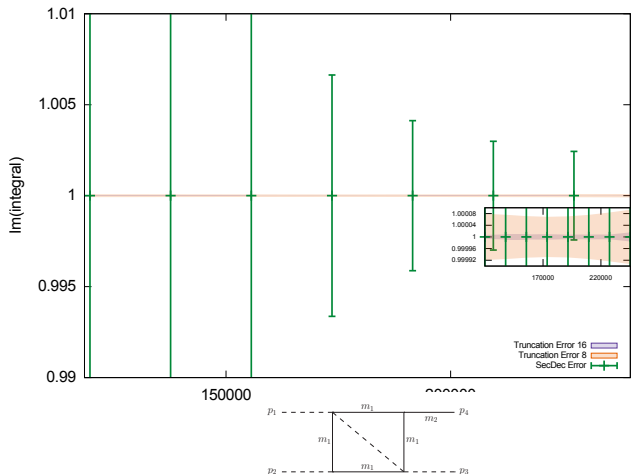 1.01
1.005
1
0.995
0.99
Im(integral)
1.00008
1.00004
1
0.99996
0.99992
170000
220000
Truncation Error 16
Truncation Error 8
SecDec Error
150000
p1
m1
p4
m2
m1
m1
p2
m1
p3